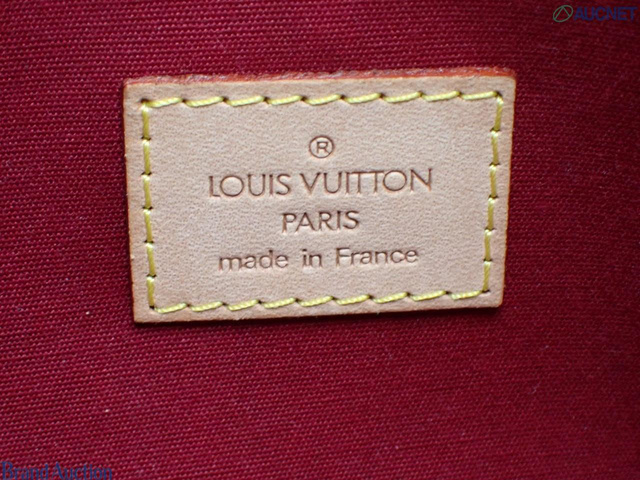 AUCNET
®
LOUIS VUITTON
PARIS
made in France
Brand Auction